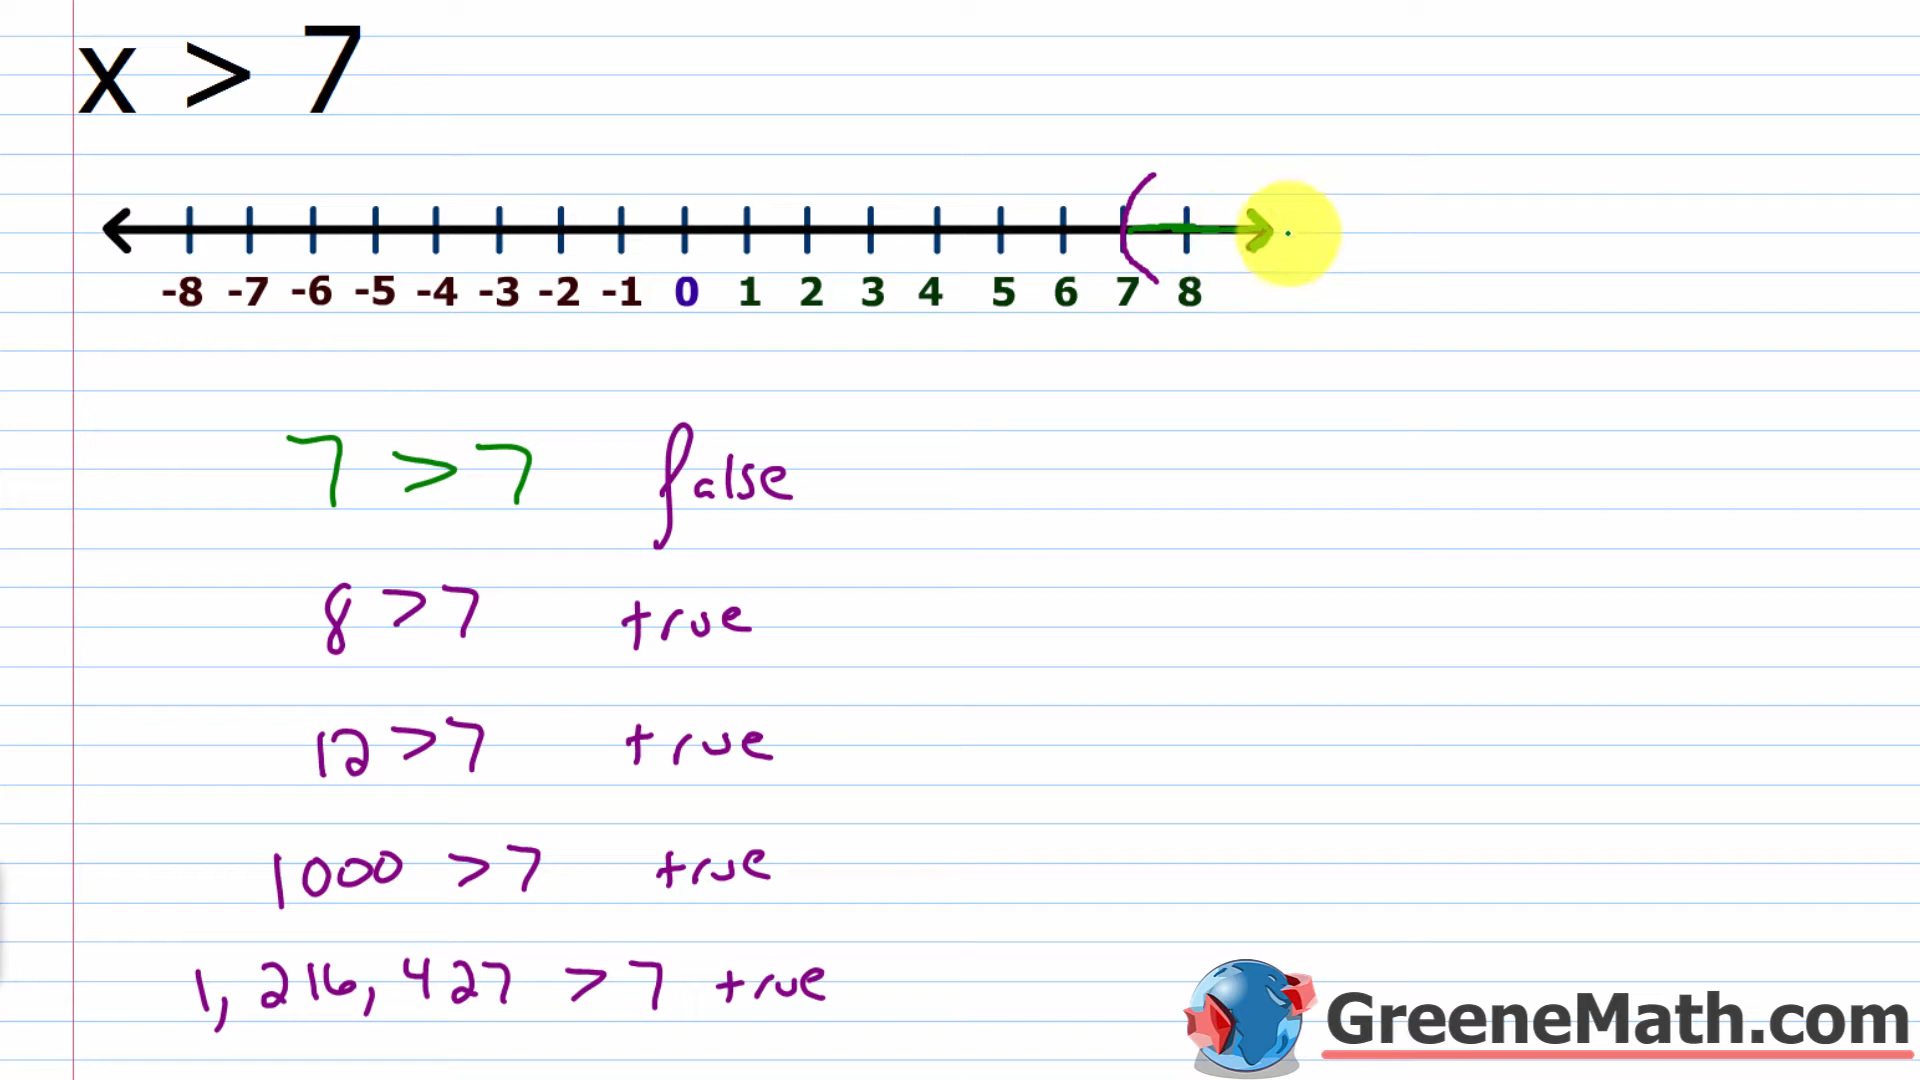 x > 7
-8 -7 -6 -5 -4 -3 -2 -1 0 1 2 3 4 5 6 7 8
7 > 7 false
8 > 7 true
12 > 7 true
1000 > 7 true
1, 216, 427 > 7 true
GreeneMath.com